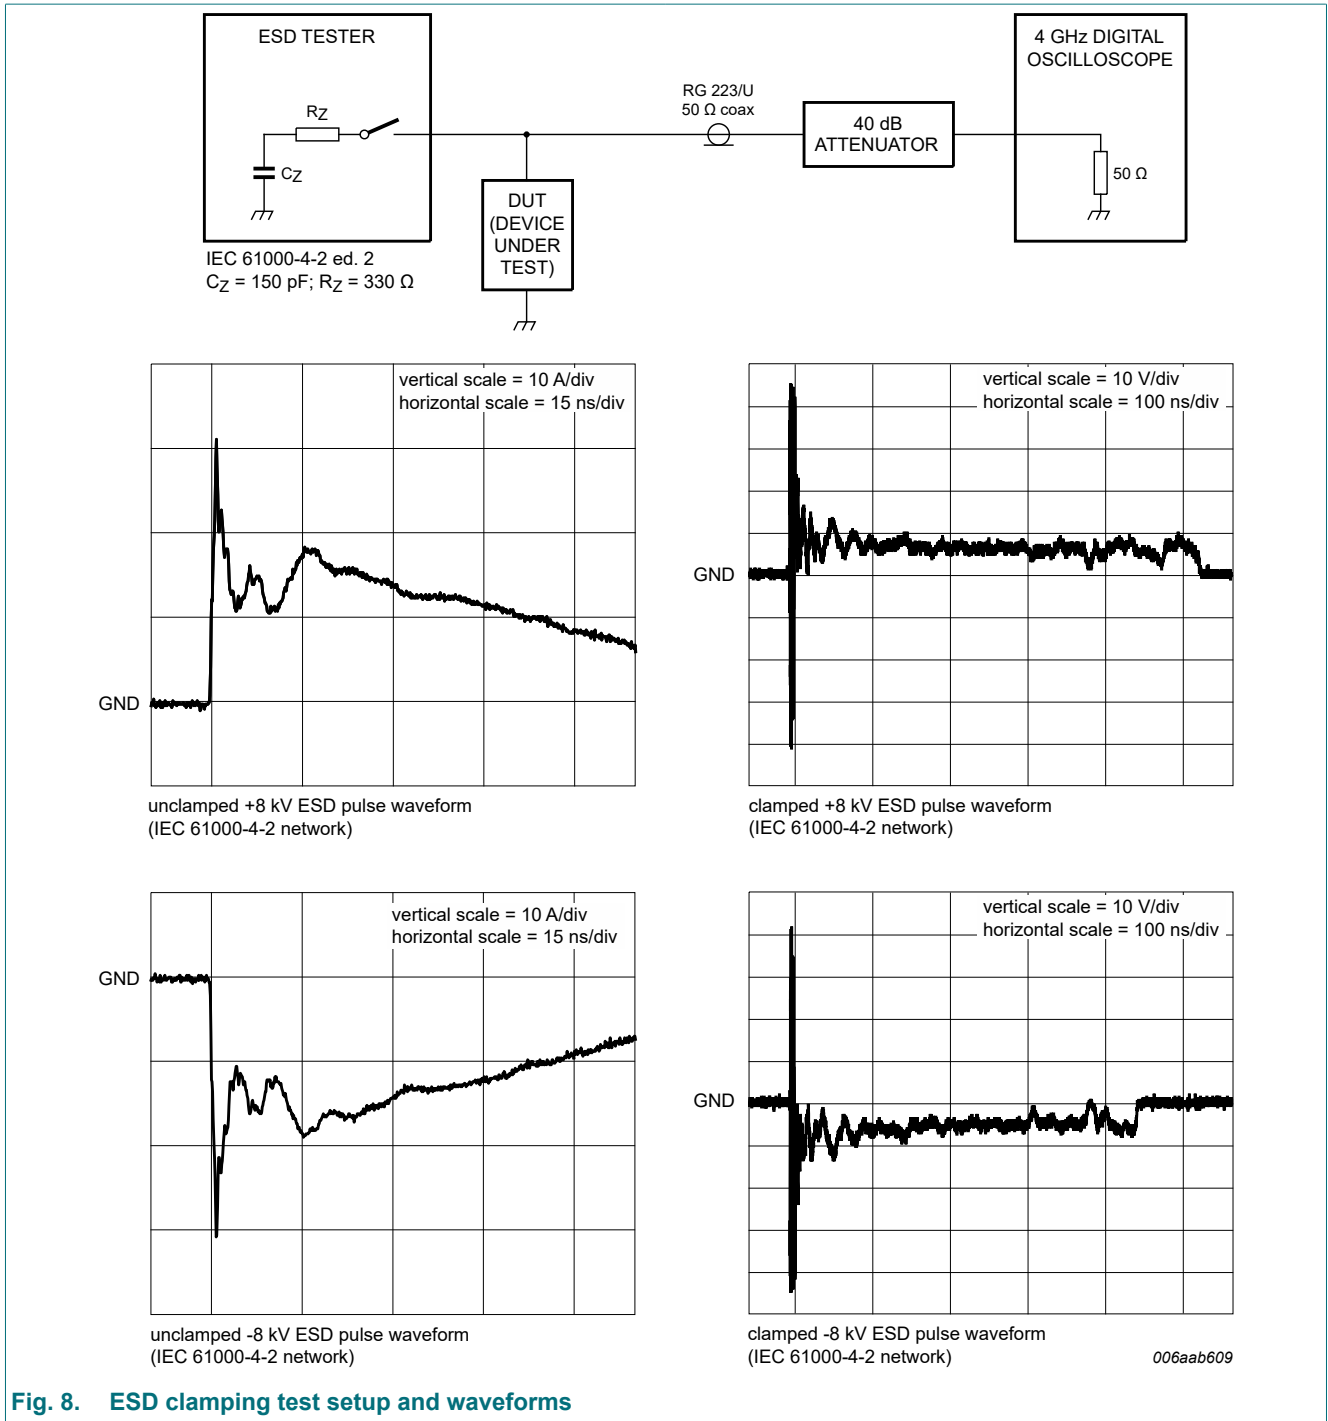 ESD TESTER
RZ
CZ
IEC 61000-4-2 ed. 2
CZ = 150 pF; RZ = 330 Ω
DUT
(DEVICE
UNDER
TEST)
RG 223/U
50 Ω coax
40 dB
ATTENUATOR
4 GHz DIGITAL
OSCILLOSCOPE
50 Ω
vertical scale = 10 A/div
horizontal scale = 15 ns/div
GND
unclamped +8 kV ESD pulse waveform
(IEC 61000-4-2 network)
vertical scale = 10 V/div
horizontal scale = 100 ns/div
GND
clamped +8 kV ESD pulse waveform
(IEC 61000-4-2 network)
vertical scale = 10 A/div
horizontal scale = 15 ns/div
GND
unclamped -8 kV ESD pulse waveform
(IEC 61000-4-2 network)
vertical scale = 10 V/div
horizontal scale = 100 ns/div
GND
clamped -8 kV ESD pulse waveform
(IEC 61000-4-2 network)
006aab609
Fig. 8. ESD clamping test setup and waveforms